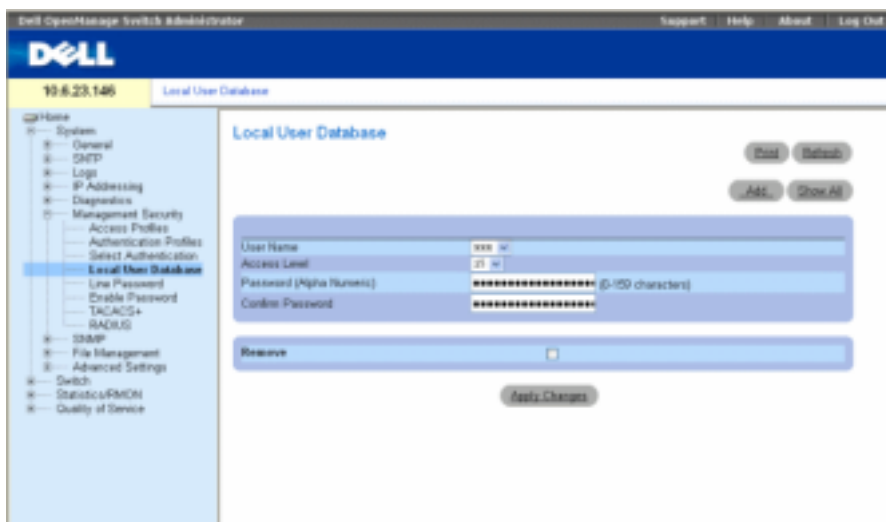 Dell OpenManage Switch Administrator
Support Help About Log Out
DELL
10.6.23.146
Local User Database
Home
System
General
SNTP
Logs
IP Addressing
Diagnostics
Management Security
Access Profiles
Authentication Profiles
Select Authentication
Local User Database
Line Password
Enable Password
TACACS+
RADIUS
SNMP
File Management
Advanced Settings
Switch
Statistics/RMON
Quality of Service
Local User Database
Print Refresh
Add Show All
User Name
Access Level 15
Password (Alpha Numeric) (0-159 characters)
Confirm Password
Remove
Apply Changes